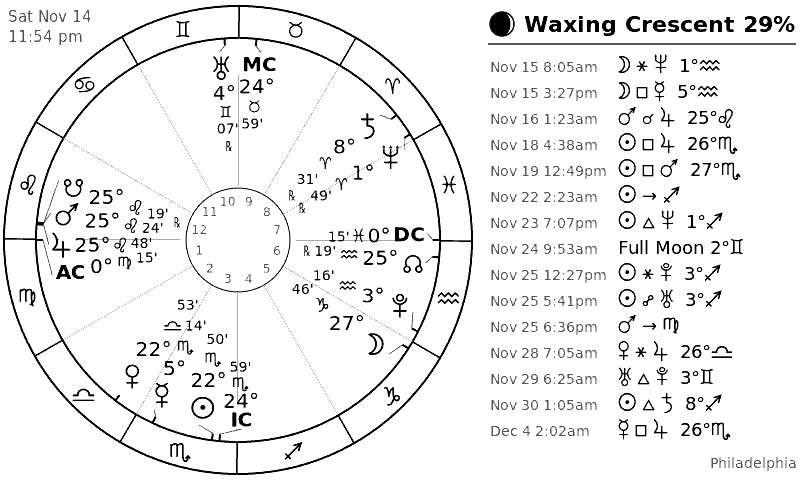 Sat Nov 14
11:54 pm
Waxing Crescent 29%
Nov 15 8:05am ☽ ⚹ ♆ 1°♒
Nov 15 3:27pm ☽ □ ☿ 5°♒
Nov 16 1:23am ♂ ☌ ♃ 25°♌
Nov 18 4:38am ☉ □ ♃ 26°♏
Nov 19 12:49pm ☉ □ ♂ 27°♏
Nov 22 2:23am ☉ → ♐
Nov 23 7:07pm ☉ △ ♆ 1°♐
Nov 24 9:53am Full Moon 2°♊
Nov 25 12:27pm ☉ ⚹ ⯓ 3°♐
Nov 25 5:41pm ☉ ☍ ♅ 3°♐
Nov 25 6:36pm ♂ → ♍
Nov 28 7:05am ♀ ⚹ ♃ 26°♎
Nov 29 6:25am ♅ △ ⯓ 3°♊
Nov 30 1:05am ☉ △ ♄ 8°♐
Dec 4 2:02am ☿ □ ♃ 26°♏
Philadelphia
♊ ♉
♋ ♈
♌ ♓
♍ ♒
♎ ♑
♏ ♐
♅ 4° ♊ 07' ℞
MC 24° ♉ 59'
♄ 8° ♈ 31' ℞
♆ 1° ♈ 49' ℞
☋ 25° ♌ 19' ℞
♂ 25° ♌ 24'
♃ 25° ♌ 48'
AC 0° ♍ 15'
15' ♓ 0° DC
℞ 19' ♒ 25° ☊
16' ♒ 3° ⯓
46' ♑ 27° ☽
♀ 22° ♎ 53'
☿ 5° ♏ 14'
☉ 22° ♏ 50'
IC 24° ♏ 59'
10 9
11 8
12 7
1 6
2 5
3 4